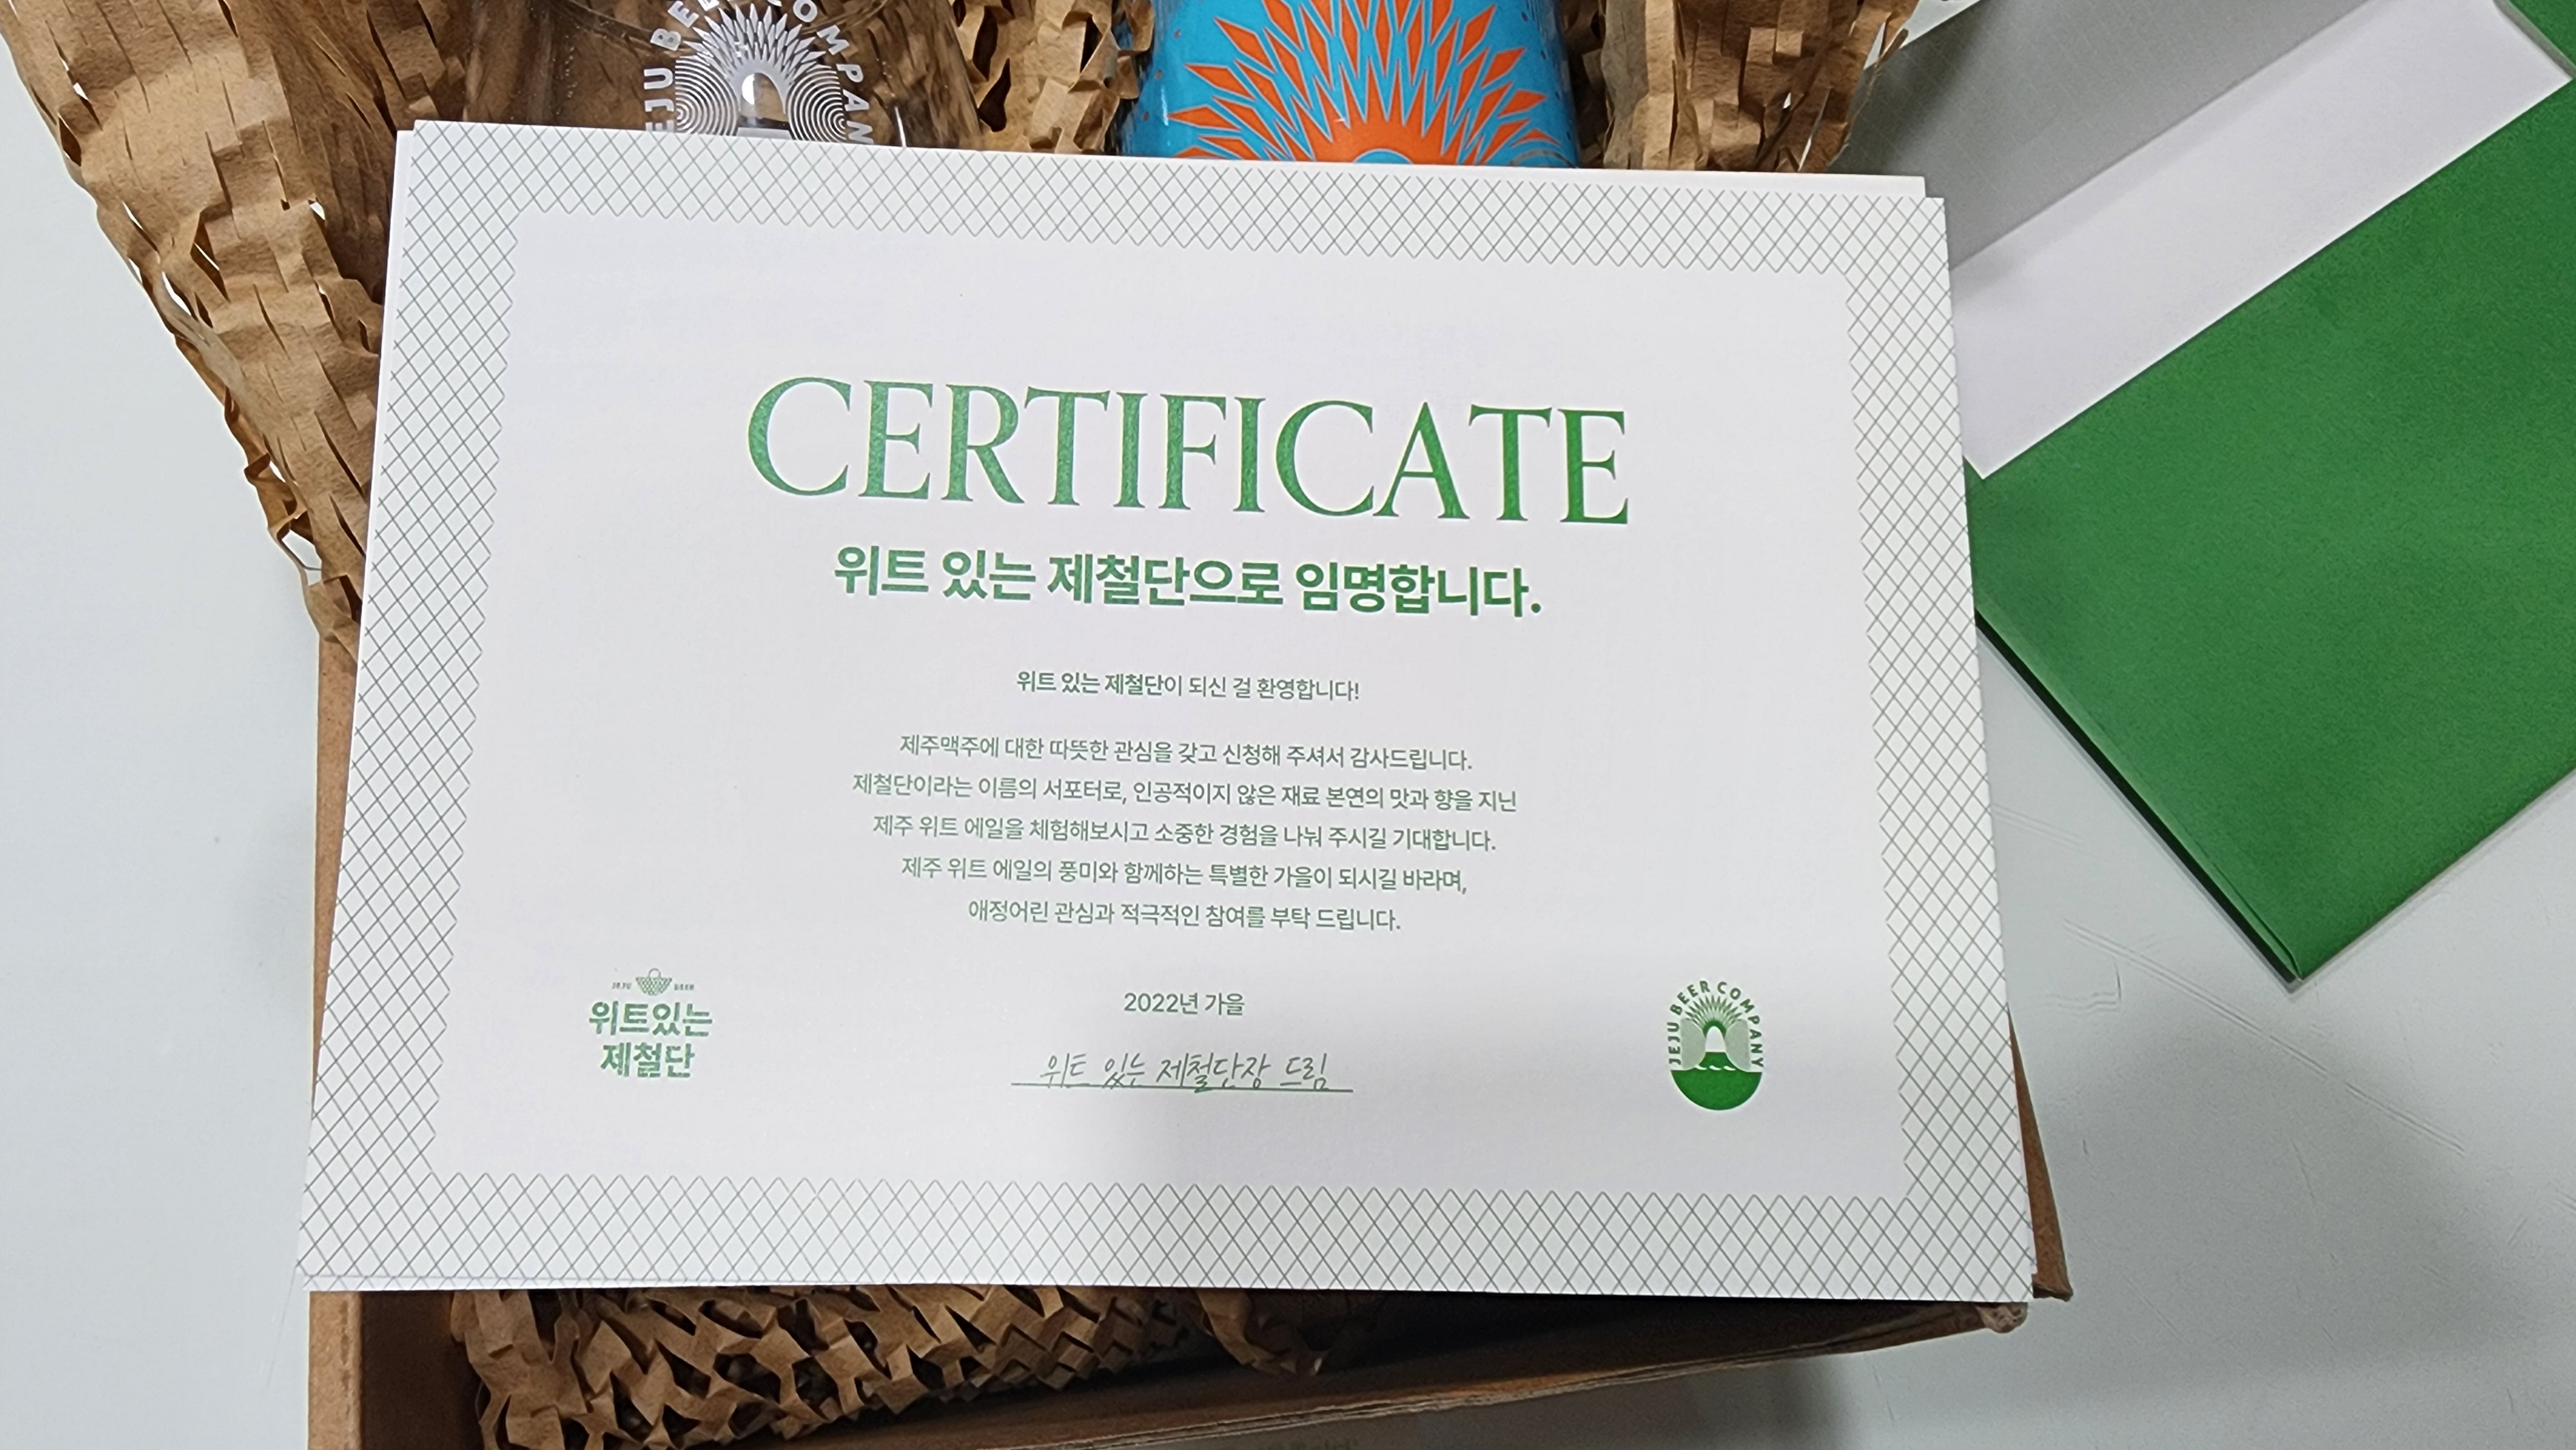 JEJU BEER COMPANY
CERTIFICATE
위트 있는 제철단으로 임명합니다.
위트 있는 제철단이 되신 걸 환영합니다!
제주맥주에 대한 따뜻한 관심을 갖고 신청해 주셔서 감사드립니다.
제철단이라는 이름의 서포터로, 인공적이지 않은 재료 본연의 맛과 향을 지닌
제주 위트 에일을 체험해보시고 소중한 경험을 나눠 주시길 기대합니다.
제주 위트 에일의 풍미와 함께하는 특별한 가을이 되시길 바라며,
애정어린 관심과 적극적인 참여를 부탁 드립니다.
JEJU BEER
위트있는
제철단
2022년 가을
위트 있는 제철단장 드림
JEJU BEER COMPANY